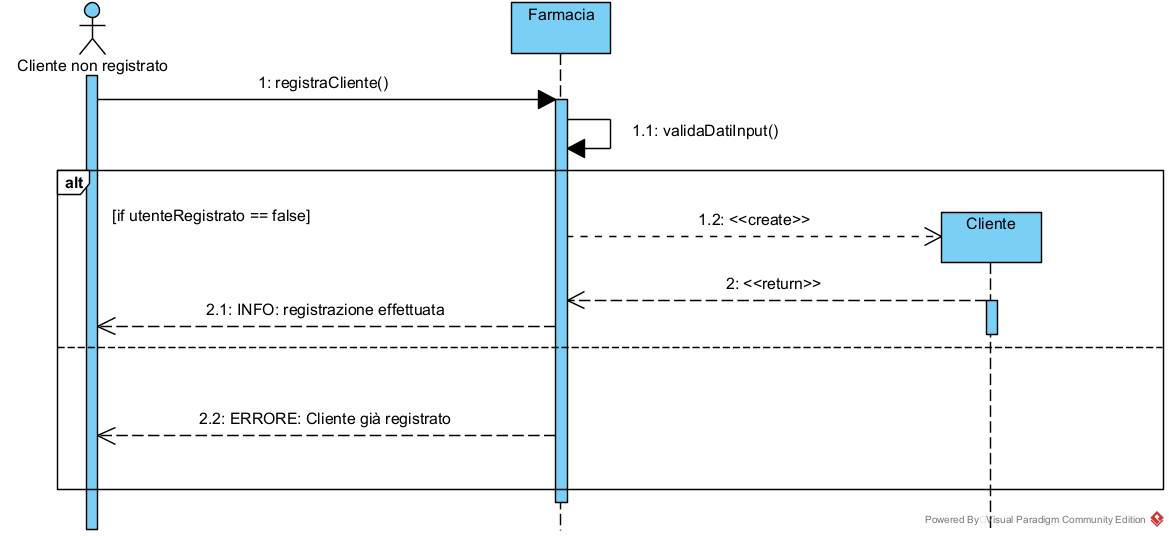 Farmacia
Cliente non registrato
1: registraCliente()
1.1: validaDatiInput()
alt
[if utenteRegistrato == false]
1.2: <<create>>
Cliente
2: <<return>>
2.1: INFO: registrazione effettuata
2.2: ERRORE: Cliente già registrato
Powered By Visual Paradigm Community Edition